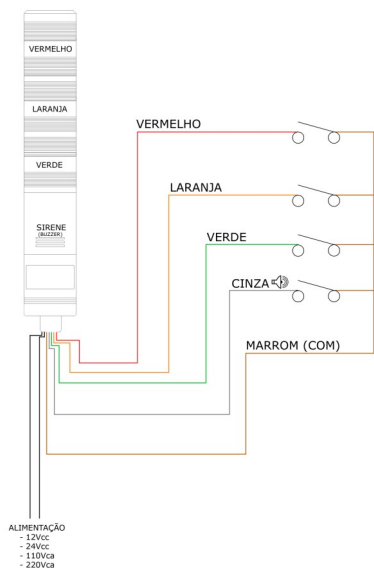 VERMELHO
LARANJA
VERDE
SIRENE
(BUZZER)
VERMELHO
LARANJA
VERDE
CINZA
MARROM (COM)
ALIMENTAÇÃO
- 12Vcc
- 24Vcc
- 110Vca
- 220Vca